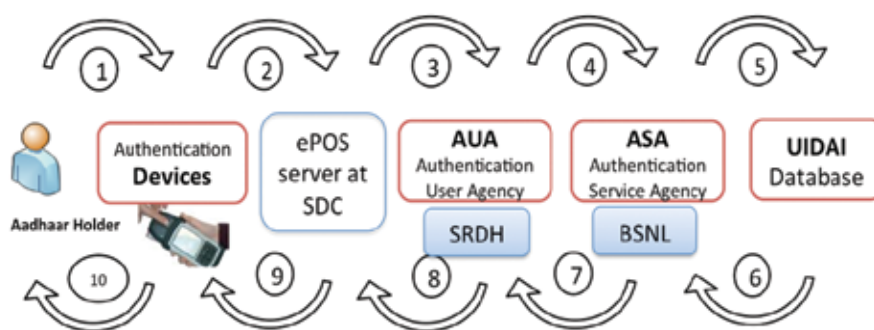 1 2 3 4 5
Aadhaar Holder
Authentication
Devices
ePOS
server at
SDC
AUA
Authentication
User Agency
SRDH
ASA
Authentication
Service Agency
BSNL
UIDAI
Database
10 9 8 7 6